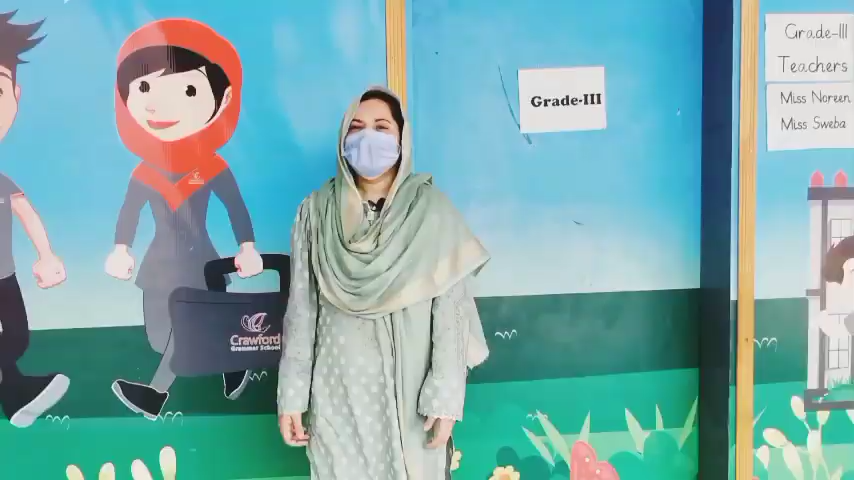 Crawford
Grammar School
Grade-III
Grade-III
Teachers
Miss Noreen
Miss Sweba